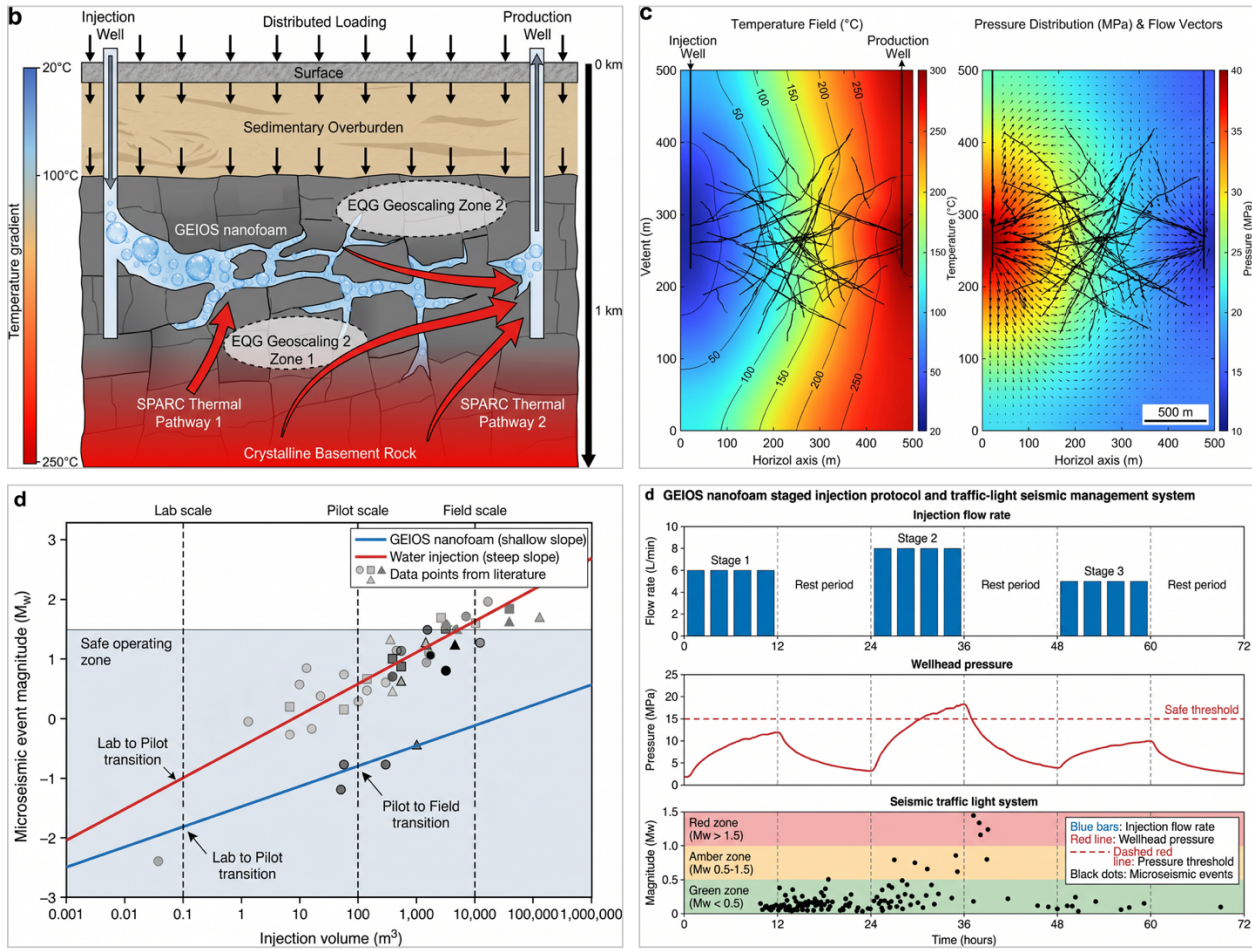 b
Injection
Well
Distributed Loading
Production
Well
20°C
100°C
250°C
Temperature gradient
Surface
0 km
Sedimentary Overburden
EQG Geoscaling Zone 2
GEIOS nanofoam
1 km
EQG Geoscaling 2
Zone 1
SPARC Thermal
Pathway 1
SPARC Thermal
Pathway 2
Crystalline Basement Rock
c
Temperature Field (°C)
Injection
Well
Production
Well
500
400
300
200
100
0
Vetent (m)
50
100
150
200
250
50
100
150
200
250
0
100
200
300
400
500
Horizol axis (m)
300
250
300
200
150
100
50
20
Temperature (°C)
Pressure Distribution (MPa) & Flow Vectors
500
400
300
200
100
0
500 m
0
100
200
300
350
400
500
Horizol axis (m)
40
35
30
25
20
15
10
Pressure (MPa)
d
Lab scale
Pilot scale
Field scale
GEIOS nanofoam (shallow slope)
Water injection (steep slope)
Data points from literature
Safe operating
zone
Lab to Pilot
transition
Pilot to Field
transition
Lab to Pilot
transition
3
2
1
0
−1
−2
−3
Microseismic event magnitude (Mw)
0.001
0.01
0.1
1
10
100
1,000
10,000
100,0001
1,000,000
Injection volume (m³)
d GEIOS nanofoam staged injection protocol and traffic-light seismic management system
Injection flow rate
10
8
6
4
2
0
Flow rate (L/min)
Stage 1
Rest period
Stage 2
Rest period
Stage 3
Rest period
0
12
24
36
48
60
72
Wellhead pressure
25
20
15
10
5
0
Pressure (MPa)
Safe threshold
0
12
24
36
48
60
72
Seismic traffic light system
1.5
1.0
0.5
0
Magnitude (Mw)
Red zone
(Mw > 1.5)
Amber zone
(Mw 0.5-1.5)
Green zone
(Mw < 0.5)
Blue bars: Injection flow rate
Red line: Wellhead pressure
Dashed red
line: Pressure threshold
Black dots: Microseismic events
0
12
24
36
48
60
72
Time (hours)